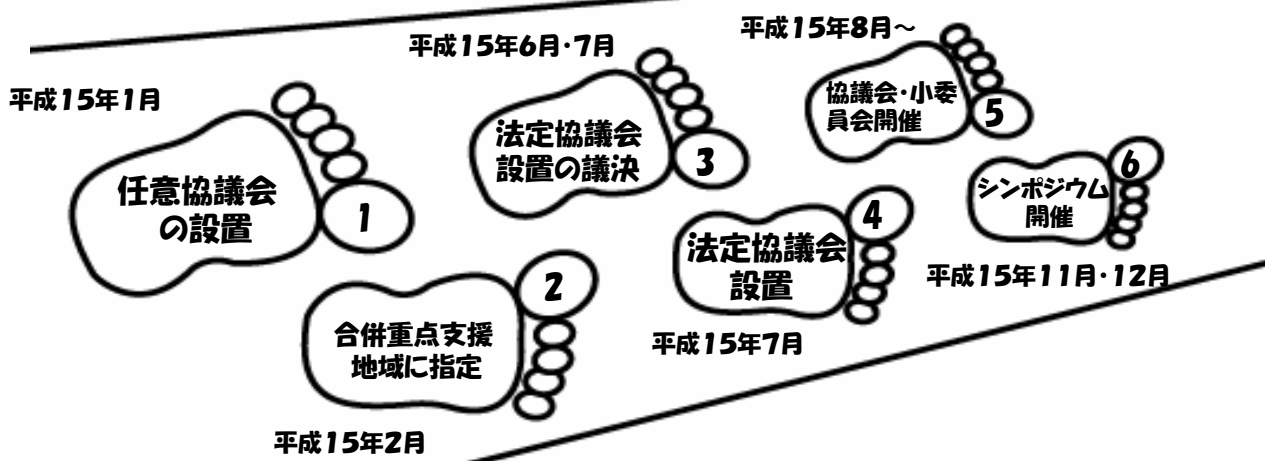 平成15年1月
任意協議会
の設置
1
合併重点支援
地域に指定
2
平成15年2月
平成15年6月・7月
法定協議会
設置の議決
3
法定協議会
設置
4
平成15年7月
平成15年8月～
協議会・小委
員会開催
5
シンポジウム
開催
6
平成15年11月・12月